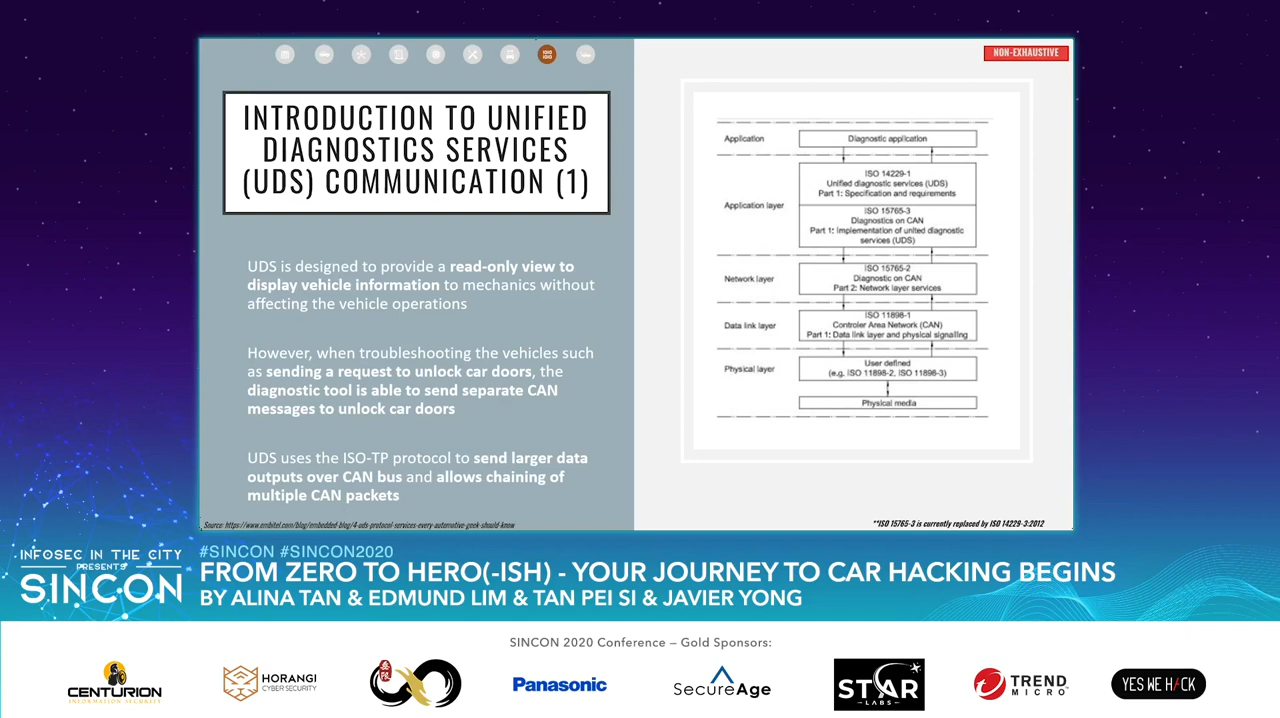 NON-EXHAUSTIVE
INTRODUCTION TO UNIFIED
DIAGNOSTICS SERVICES
(UDS) COMMUNICATION (1)
UDS is designed to provide a read-only view to
display vehicle information to mechanics without
affecting the vehicle operations
However, when troubleshooting the vehicles such
as sending a request to unlock car doors, the
diagnostic tool is able to send separate CAN
messages to unlock car doors
UDS uses the ISO-TP protocol to send larger data
outputs over CAN bus and allows chaining of
multiple CAN packets
Source: https://www.embitel.com/blog/embedded-blog/4-uds-protocol-services-every-automotive-geek-should-know
Application
Diagnostic application
Application layer
ISO 14229-1
Unified diagnostic services (UDS)
Part 1: Specification and requirements
ISO 15765-3
Diagnostics on CAN
Part 1: Implementation of united diagnostic
services (UDS)
Network layer
ISO 15765-2
Diagnostic on CAN
Part 2: Network layer services
Data link layer
ISO 11898-1
Controler Area Network (CAN)
Part 1: Data link layer and physical signaling
Physical layer
User defined
(e.g. ISO 11898-2, ISO 11898-3)
Physical media
**ISO 15765-3 is currently replaced by ISO 14229-3:2012
INFOSEC IN THE CITY
PRESENTS
SINCON
#SINCON #SINCON2020
FROM ZERO TO HERO(-ISH) - YOUR JOURNEY TO CAR HACKING BEGINS
BY ALINA TAN & EDMUND LIM & TAN PEI SI & JAVIER YONG
SINCON 2020 Conference – Gold Sponsors:
CENTURION
INFORMATION SECURITY
HORANGI
CYBER SECURITY
Panasonic
SecureAge
STAR
LABS
TREND
MICRO
YES WE H/CK